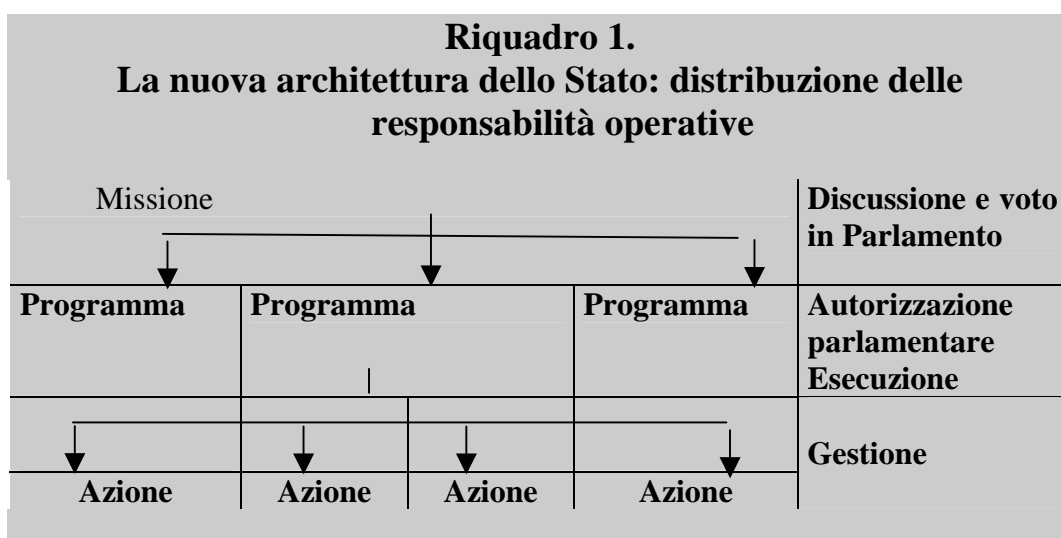 Riquadro 1.
La nuova architettura dello Stato: distribuzione delle
responsabilità operative
Missione
Discussione e voto
in Parlamento
Programma
Programma
Programma
Autorizzazione
parlamentare
Esecuzione
Gestione
Azione
Azione
Azione
Azione